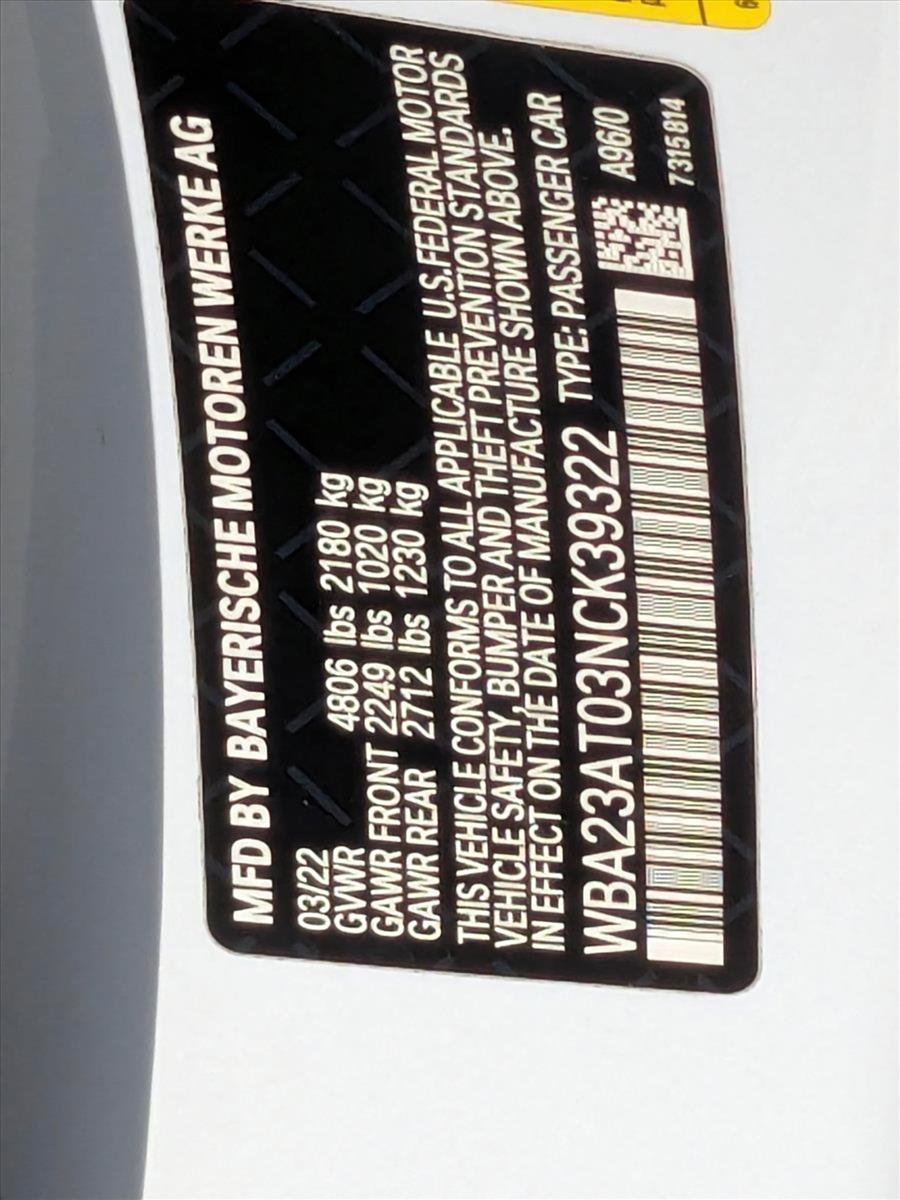 MFD BY BAYERISCHE MOTOREN WERKE AG
03/22
GVWR 4806 lbs 2180 kg
GAWR FRONT 2249 lbs 1020 kg
GAWR REAR 2712 lbs 1230 kg
THIS VEHICLE CONFORMS TO ALL APPLICABLE U.S.FEDERAL MOTOR
VEHICLE SAFETY, BUMPER AND THEFT PREVENTION STANDARDS
IN EFFECT ON THE DATE OF MANUFACTURE SHOWN ABOVE.
WBA23AT03NCK39322 TYPE: PASSENGER CAR
A96/0
7315814